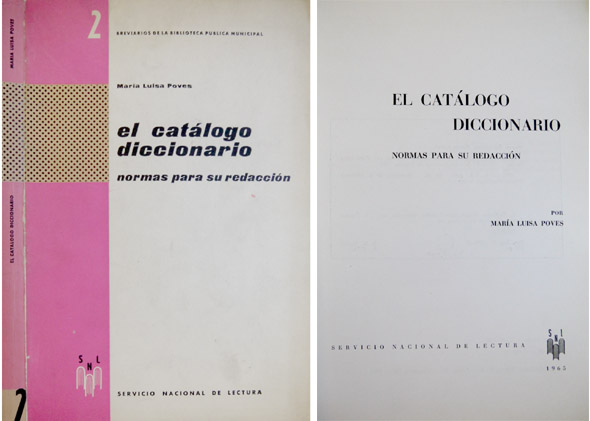 MARIA LUISA POVES
EL CATÁLOGO DICCIONARIO
2
2
BREVIARIOS DE LA BIBLIOTECA PUBLICA MUNICIPAL
María Luisa Poves
el catálogo
diccionario
normas para su redacción
SNL
SERVICIO NACIONAL DE LECTURA
EL CATÁLOGO
DICCIONARIO
NORMAS PARA SU REDACCIÓN
POR
MARÍA LUISA POVES
SERVICIO NACIONAL DE LECTURA
SNL
1965